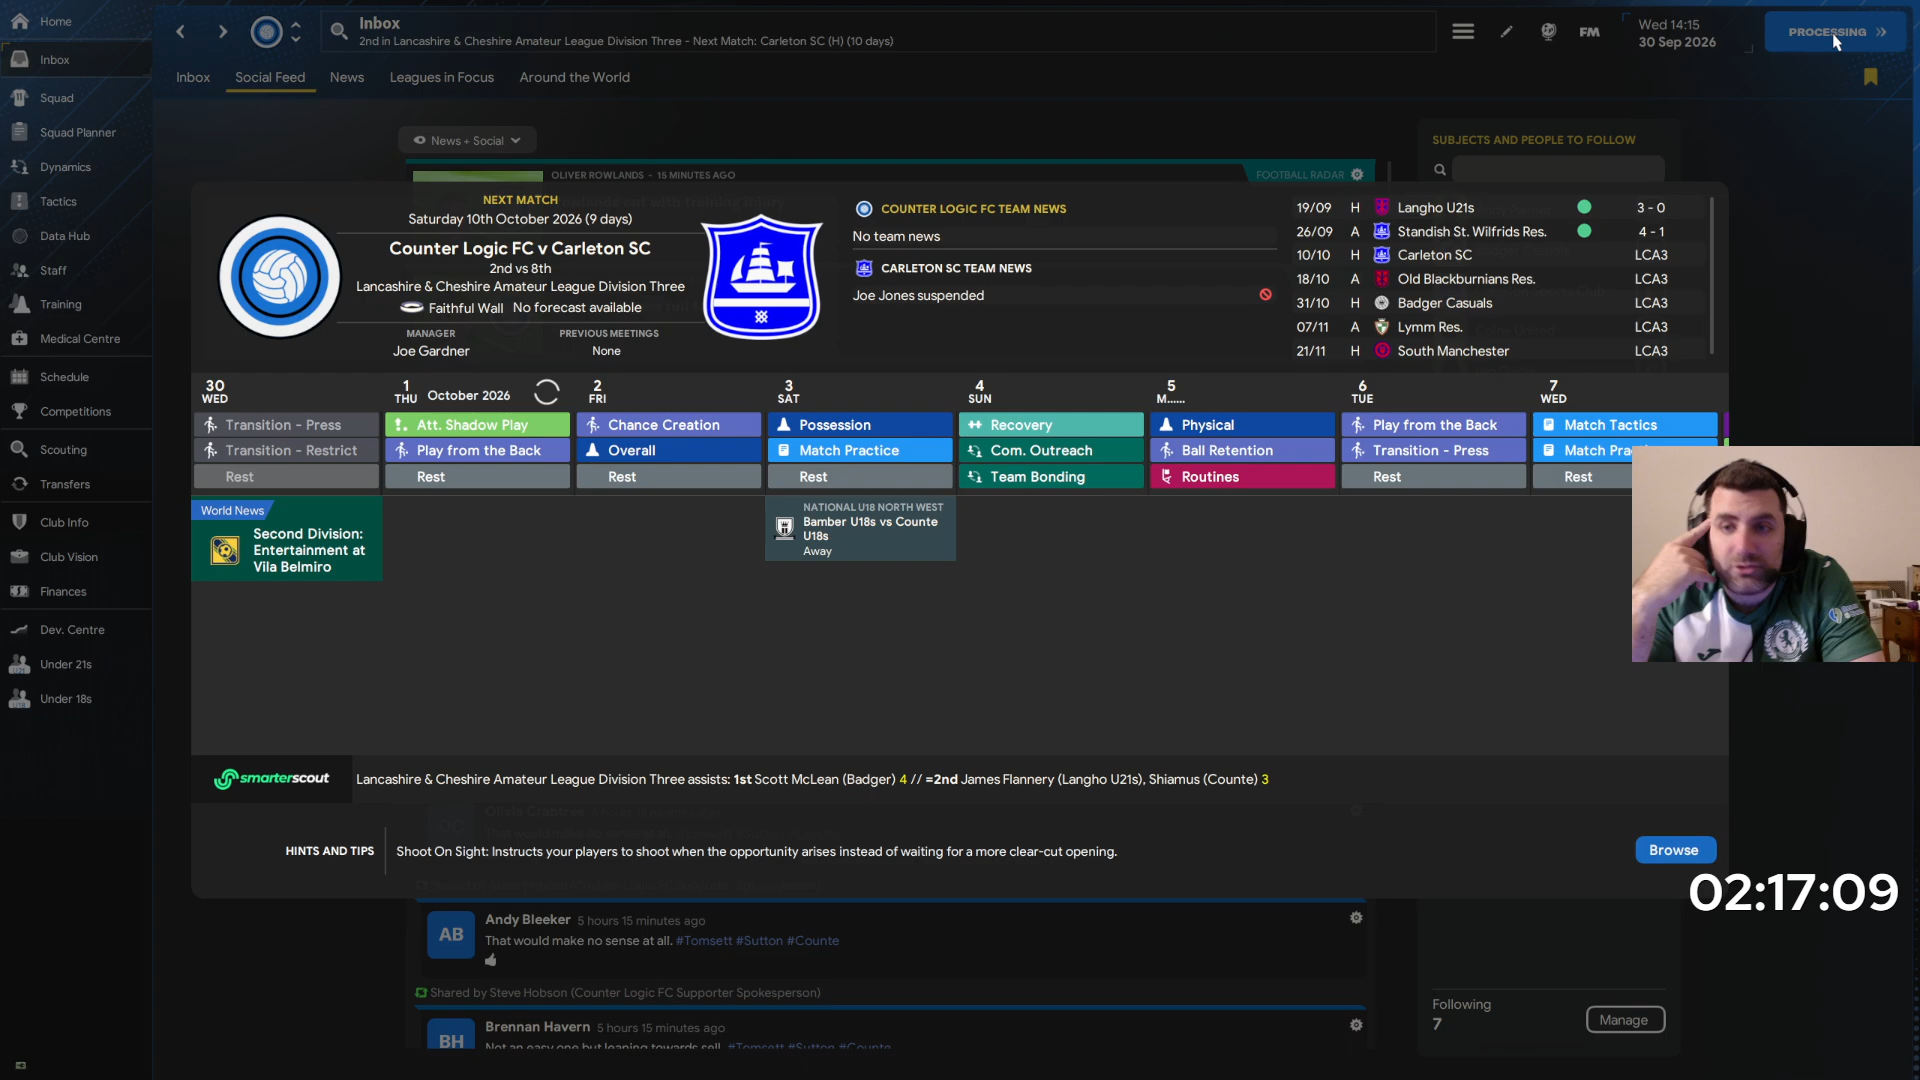 Home
Inbox
Squad
Squad Planner
Dynamics
Tactics
Data Hub
Staff
Training
Medical Centre
Schedule
Competitions
Scouting
Transfers
Club Info
Club Vision
Finances
Dev. Centre
Under 21s
Under 18s
Inbox
2nd in Lancashire & Cheshire Amateur League Division Three - Next Match: Carleton SC (H) (10 days)
FM
Wed 14:15
30 Sep 2026
PROCESSING
Inbox Social Feed News Leagues in Focus Around the World
News + Social
OLIVER ROWLANDS - 15 MINUTES AGO
FOOTBALL RADAR
SUBJECTS AND PEOPLE TO FOLLOW
NEXT MATCH
Saturday 10th October 2026 (9 days)
Counter Logic FC v Carleton SC
2nd vs 8th
Lancashire & Cheshire Amateur League Division Three
Faithful Wall No forecast available
MANAGER
Joe Gardner
PREVIOUS MEETINGS
None
COUNTER LOGIC FC TEAM NEWS
No team news
CARLETON SC TEAM NEWS
Joe Jones suspended
19/09 H Langho U21s 3 - 0
26/09 A Standish St. Wilfrids Res. 4 - 1
10/10 H Carleton SC LCA3
18/10 A Old Blackburnians Res. LCA3
31/10 H Badger Casuals LCA3
07/11 A Lymm Res. LCA3
21/11 H South Manchester LCA3
30 WED
1 THU October 2026
2 FRI
3 SAT
4 SUN
5 M......
6 TUE
7 WED
Transition - Press Att. Shadow Play Chance Creation Possession Recovery Physical Play from the Back Match Tactics
Transition - Restrict Play from the Back Overall Match Practice Com. Outreach Ball Retention Transition - Press Match Pra
Rest Rest Rest Rest Team Bonding Routines Rest Rest
World News
Second Division:
Entertainment at
Vila Belmiro
NATIONAL U18 NORTH WEST
Bamber U18s vs Counte
U18s
Away
smarterscout
Lancashire & Cheshire Amateur League Division Three assists: 1st Scott McLean (Badger) 4 // =2nd James Flannery (Langho U21s), Shiamus (Counte) 3
HINTS AND TIPS
Shoot On Sight: Instructs your players to shoot when the opportunity arises instead of waiting for a more clear-cut opening.
Browse
02:17:09
AB
Andy Bleeker 5 hours 15 minutes ago
That would make no sense at all. #Tomsett #Sutton #Counte
Shared by Steve Hobson (Counter Logic FC Supporter Spokesperson)
BH
Brennan Havern 5 hours 15 minutes ago
Not an easy one but leaning towards sell. #Tomsett #Sutton #Counte
Following
7
Manage